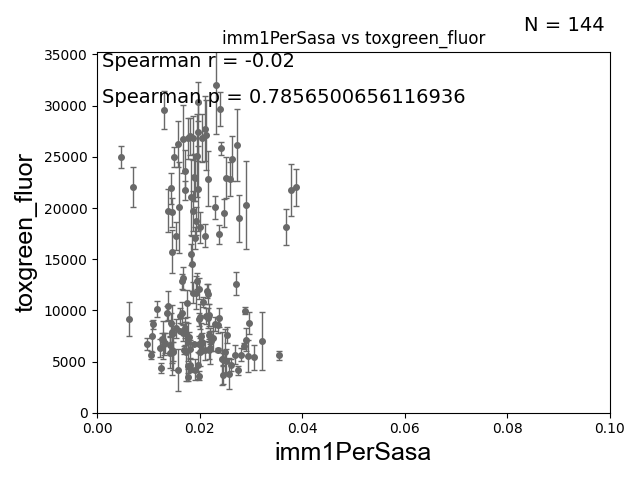 N = 144
imm1PerSasa vs toxgreen_fluor
Spearman r = -0.02
Spearman p = 0.7856500656116936
toxgreen_fluor
35000
30000
25000
20000
15000
10000
5000
0
0.00 0.02 0.04 0.06 0.08 0.10
imm1PerSasa